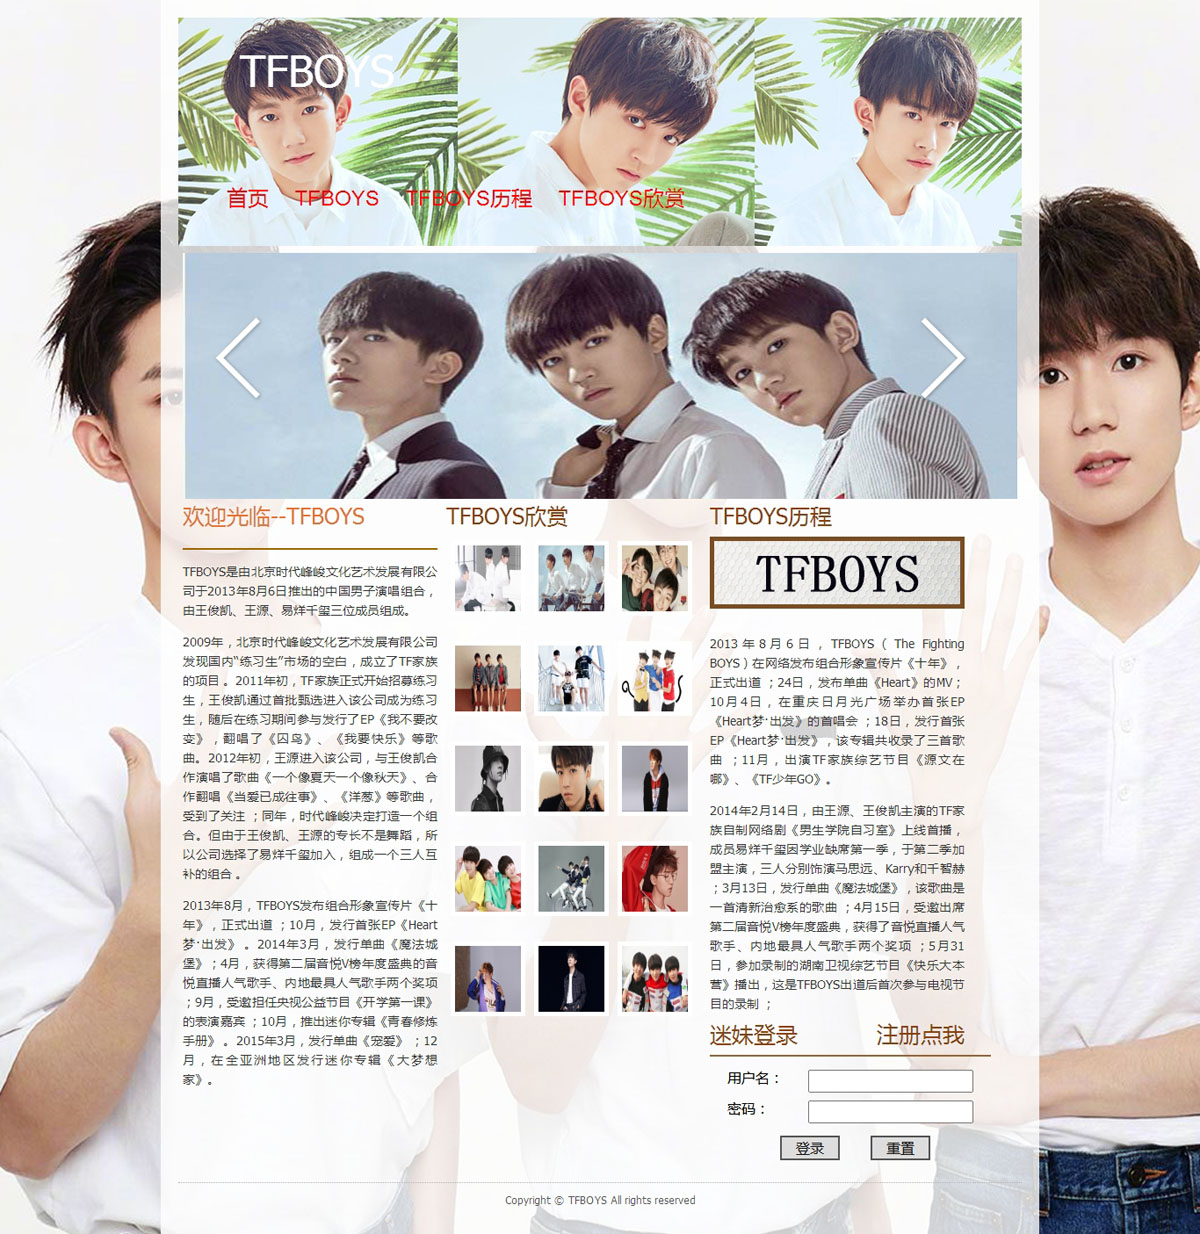 TFBOYS
首页 TFBOYS TFBOYS历程 TFBOYS欣赏
欢迎光临--TFBOYS
TFBOYS是由北京时代峰峻文化艺术发展有限公
司于2013年8月6日推出的中国男子演唱组合，
由王俊凯、王源、易烊千玺三位成员组成。
2009年，北京时代峰峻文化艺术发展有限公司
发现国内“练习生”市场的空白，成立了TF家族
的项目 。2011年初，TF家族正式开始招募练习
生，王俊凯通过首批甄选进入该公司成为练习
生，随后在练习期间参与发行了EP《我不要改
变》，翻唱了《囚鸟》、《我要快乐》等歌
曲。2012年初，王源进入该公司，与王俊凯合
作演唱了歌曲《一个像夏天一个像秋天》、合
作翻唱《当爱已成往事》、《洋葱》等歌曲，
受到了关注 ；同年，时代峰峻决定打造一个组
合。但由于王俊凯、王源的专长不是舞蹈，所
以公司选择了易烊千玺加入，组成一个三人互
补的组合 。
2013年8月，TFBOYS发布组合形象宣传片《十
年》，正式出道 ；10月，发行首张EP《Heart
梦·出发》 。2014年3月，发行单曲《魔法城
堡》；4月，获得第二届音悦V榜年度盛典的音
悦直播人气歌手、内地最具人气歌手两个奖项
；9月，受邀担任央视公益节目《开学第一课》
的表演嘉宾 ；10月，推出迷你专辑《青春修炼
手册》 。2015年3月，发行单曲《宠爱》 ；12
月，在全亚洲地区发行迷你专辑《大梦想
家》。
TFBOYS欣赏
TFBOYS历程
TFBOYS
2013年8月6日，TFBOYS（The Fighting
BOYS）在网络发布组合形象宣传片《十年》，
正式出道 ；24日，发布单曲《Heart》的MV；
10月4日，在重庆日月光广场举办首张EP
《Heart梦·出发》的首唱会 ；18日，发行首张
EP《Heart梦·出发》，该专辑共收录了三首歌
曲 ；11月，出演TF家族综艺节目《源文在
哪》、《TF少年GO》。
2014年2月14日，由王源、王俊凯主演的TF家
族自制网络剧《男生学院自习室》上线首播，
成员易烊千玺因学业缺席第一季，于第二季加
盟主演，三人分别饰演马思远、Karry和千智赫
；3月13日，发行单曲《魔法城堡》，该歌曲是
一首清新治愈系的歌曲 ；4月15日，受邀出席
第二届音悦V榜年度盛典，获得了音悦直播人气
歌手、内地最具人气歌手两个奖项 ；5月31
日，参加录制的湖南卫视综艺节目《快乐大本
营》播出，这是TFBOYS出道后首次参与电视节
目的录制 ；
迷妹登录 注册点我
用户名：
密码：
登录 重置
Copyright © TFBOYS All rights reserved